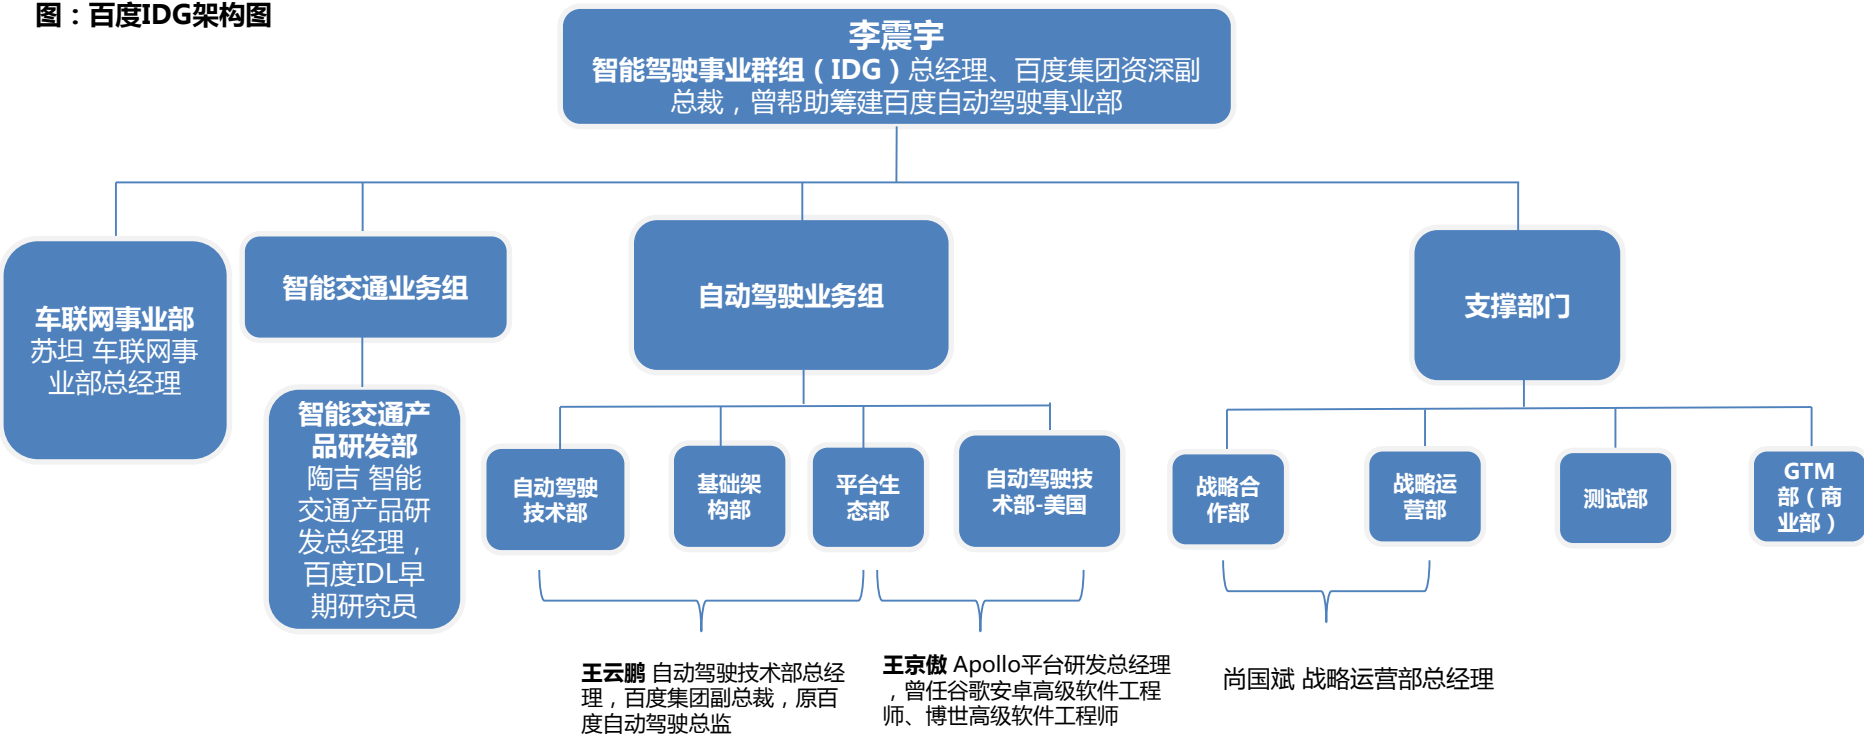 图：百度IDG架构图
李震宇
智能驾驶事业群组（IDG）总经理、百度集团资深副
总裁，曾帮助筹建百度自动驾驶事业部
车联网事业部
苏坦 车联网事
业部总经理
智能交通业务组
智能交通产
品研发部
陶吉 智能
交通产品研
发总经理，
百度IDL早
期研究员
自动驾驶业务组
自动驾驶
技术部
基础架
构部
平台生
态部
自动驾驶技
术部-美国
支撑部门
战略合
作部
战略运
营部
测试部
GTM
部（商
业部）
王云鹏 自动驾驶技术部总经
理，百度集团副总裁，原百
度自动驾驶总监
王京傲 Apollo平台研发总经理
，曾任谷歌安卓高级软件工程
师、博世高级软件工程师
尚国斌 战略运营部总经理